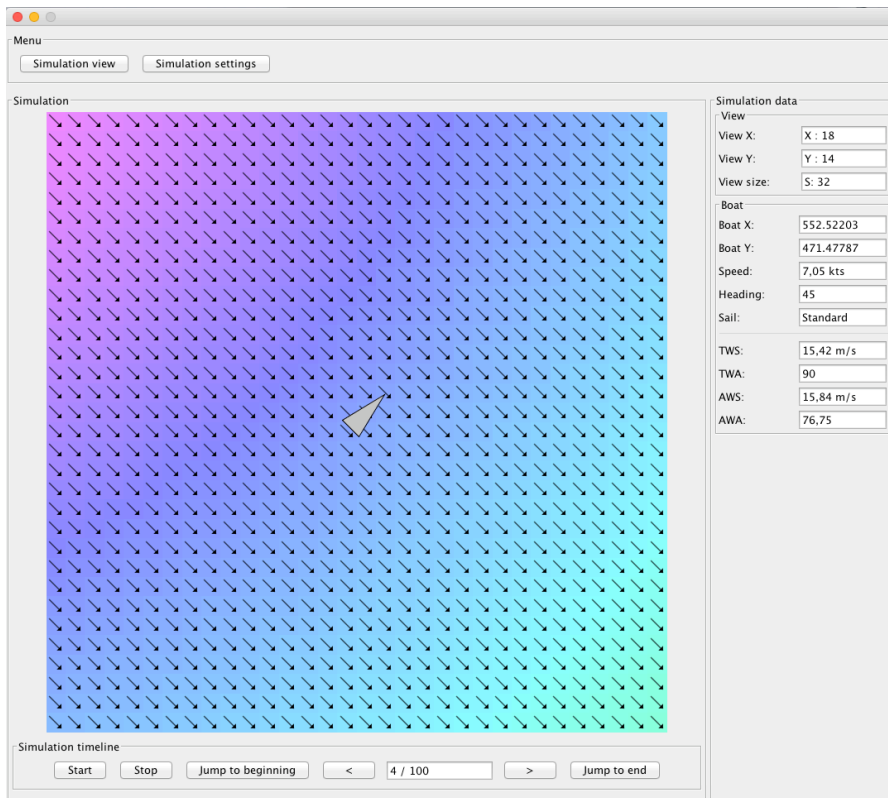 Menu
Simulation view Simulation settings
Simulation
Simulation data
View
View X: X : 18
View Y: Y : 14
View size: S: 32
Boat
Boat X: 552.52203
Boat Y: 471.47787
Speed: 7,05 kts
Heading: 45
Sail: Standard
TWS: 15,42 m/s
TWA: 90
AWS: 15,84 m/s
AWA: 76,75
Simulation timeline
Start Stop Jump to beginning < 4 / 100 > Jump to end